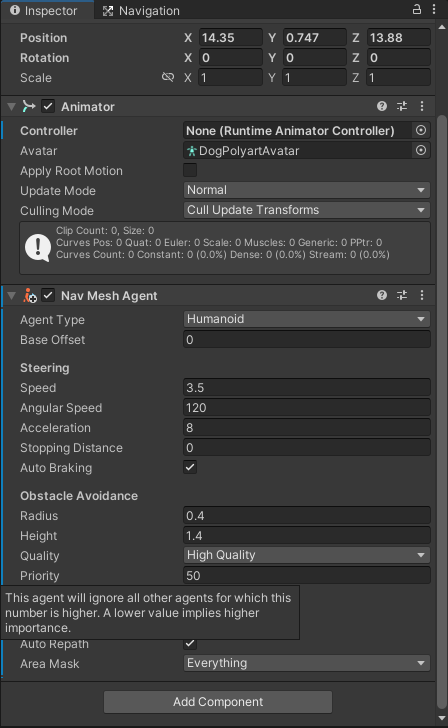 Inspector
Navigation
Position X 14.35 Y 0.747 Z 13.88
Rotation X 0 Y 0 Z 0
Scale X 1 Y 1 Z 1
Animator
Controller None (Runtime Animator Controller)
Avatar DogPolyartAvatar
Apply Root Motion
Update Mode Normal
Culling Mode Cull Update Transforms
Clip Count: 0, Size: 0
Curves Pos: 0 Quat: 0 Euler: 0 Scale: 0 Muscles: 0 Generic: 0 PPtr: 0
Curves Count: 0 Constant: 0 (0.0%) Dense: 0 (0.0%) Stream: 0 (0.0%)
Nav Mesh Agent
Agent Type Humanoid
Base Offset 0
Steering
Speed 3.5
Angular Speed 120
Acceleration 8
Stopping Distance 0
Auto Braking
Obstacle Avoidance
Radius 0.4
Height 1.4
Quality High Quality
Priority 50
This agent will ignore all other agents for which this
number is higher. A lower value implies higher
importance.
Auto Repath
Area Mask Everything
Add Component